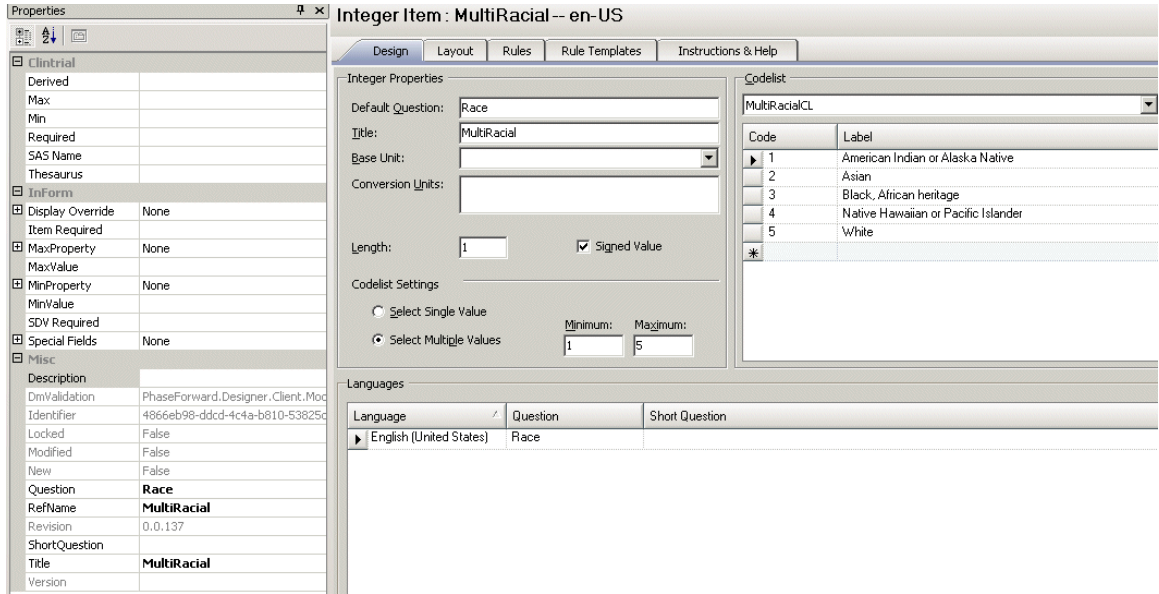 Properties
Clintrial
Derived
Max
Min
Required
SAS Name
Thesaurus
InForm
Display Override None
Item Required
MaxProperty None
MaxValue
MinProperty None
MinValue
SDV Required
Special Fields None
Misc
Description
DmValidation PhaseForward.Designer.Client.Moc
Identifier 4866eb98-ddcd-4c4a-b810-53825c
Locked False
Modified False
New False
Question Race
RefName MultiRacial
Revision 0.0.137
ShortQuestion
Title MultiRacial
Version
Integer Item : MultiRacial -- en-US
Design Layout Rules Rule Templates Instructions & Help
Integer Properties
Default Question: Race
Title: MultiRacial
Base Unit:
Conversion Units:
Length: 1 Signed Value
Codelist Settings
Select Single Value
Select Multiple Values
Minimum: Maximum:
1 5
Codelist
MultiRacialCL
Code Label
1 American Indian or Alaska Native
2 Asian
3 Black, African heritage
4 Native Hawaiian or Pacific Islander
5 White
Languages
Language Question Short Question
English (United States) Race